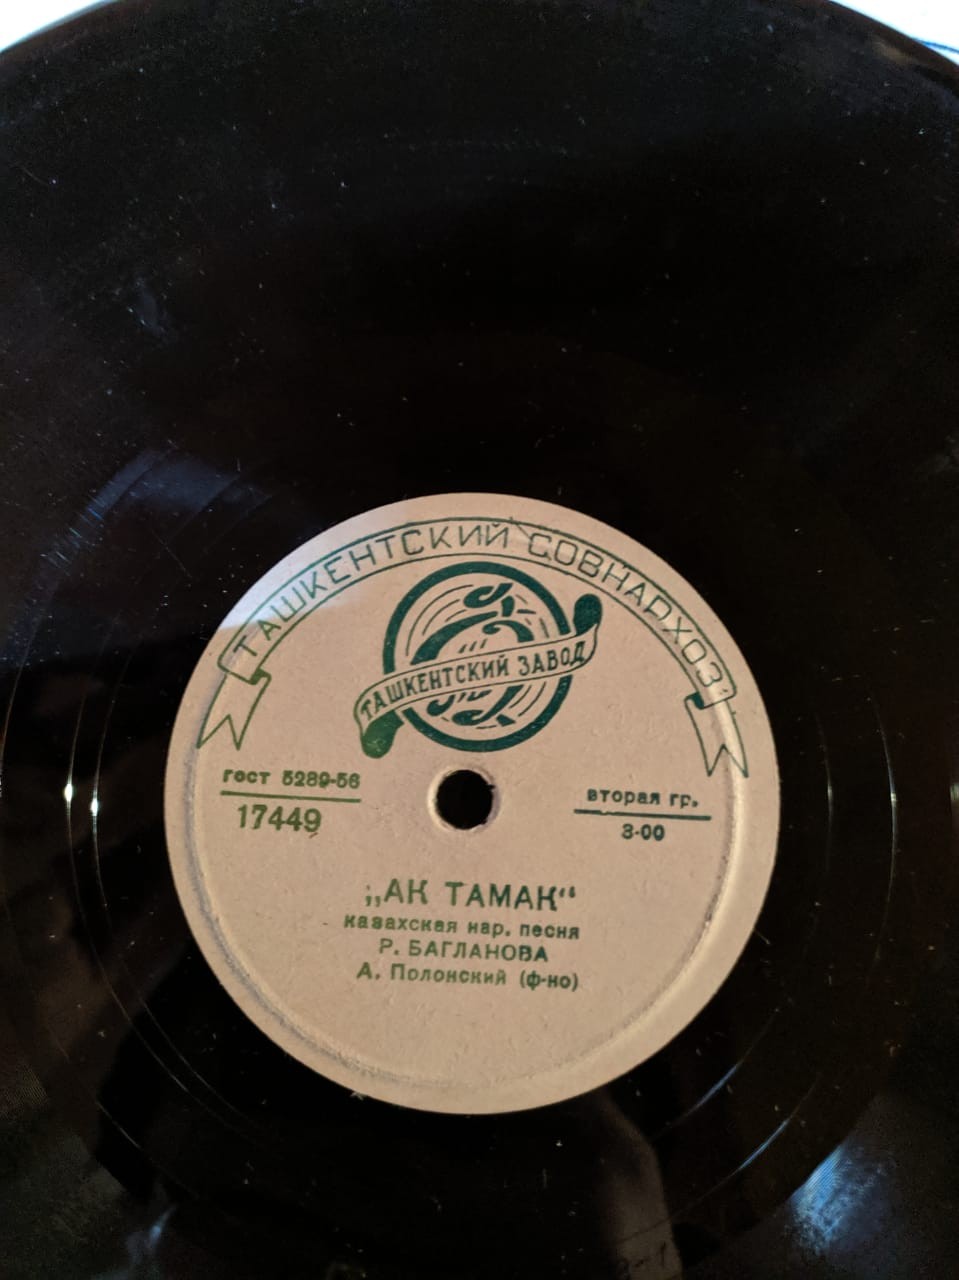 ТАШКЕНТСКИЙ СОВНАРХОЗ
ТАШКЕНТСКИЙ ЗАВОД
гост 5289-56
17449
вторая гр.
3-00
„АК ТАМАК“
казахская нар. песня
Р. БАГЛАНОВА
А. Полонский (ф-но)